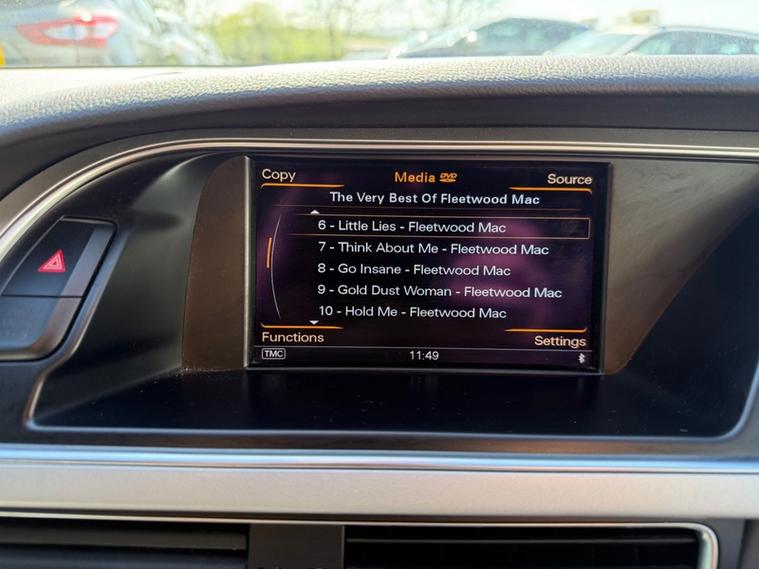 Copy
Media DVD
Source
The Very Best Of Fleetwood Mac
6 - Little Lies - Fleetwood Mac
7 - Think About Me - Fleetwood Mac
8 - Go Insane - Fleetwood Mac
9 - Gold Dust Woman - Fleetwood Mac
10 - Hold Me - Fleetwood Mac
Functions
Settings
TMC
11:49